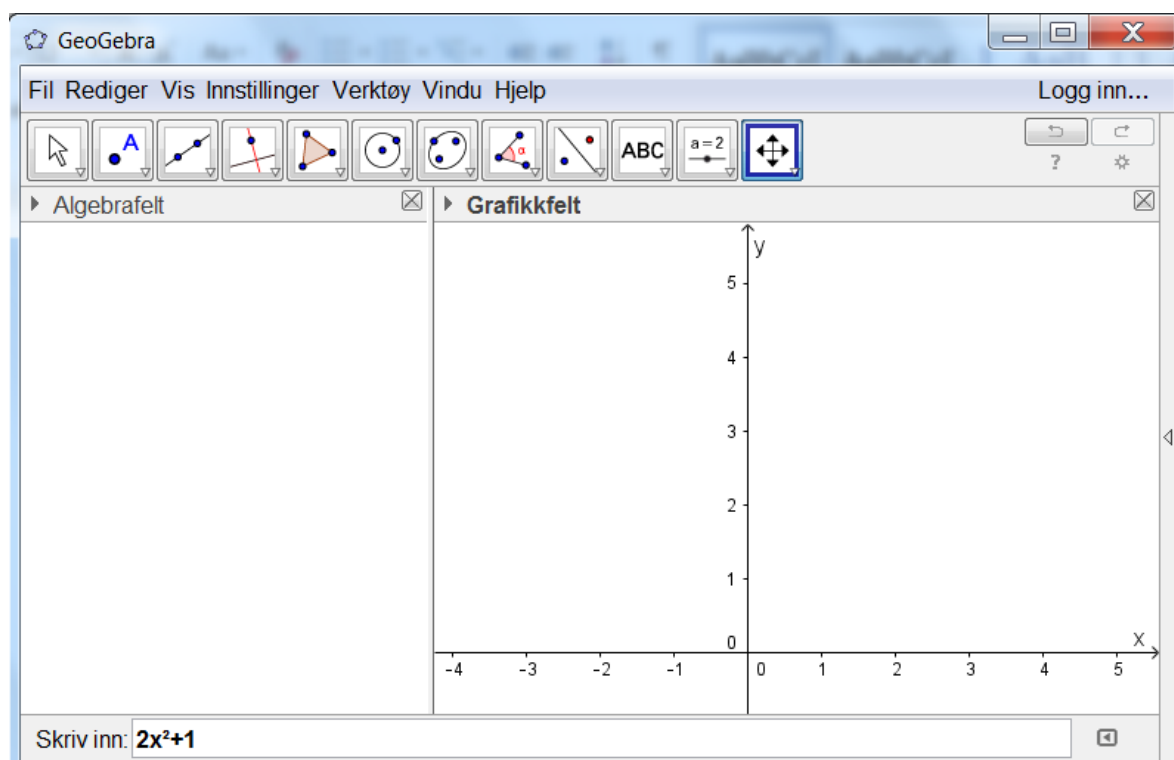 GeoGebra
Fil Rediger Vis Innstillinger Verktøy Vindu Hjelp Logg inn...
A α ABC a=2
?
Algebrafelt Grafikkfelt
y
5
4
3
2
1
0
x
-4 -3 -2 -1 0 1 2 3 4 5
Skriv inn: 2x²+1